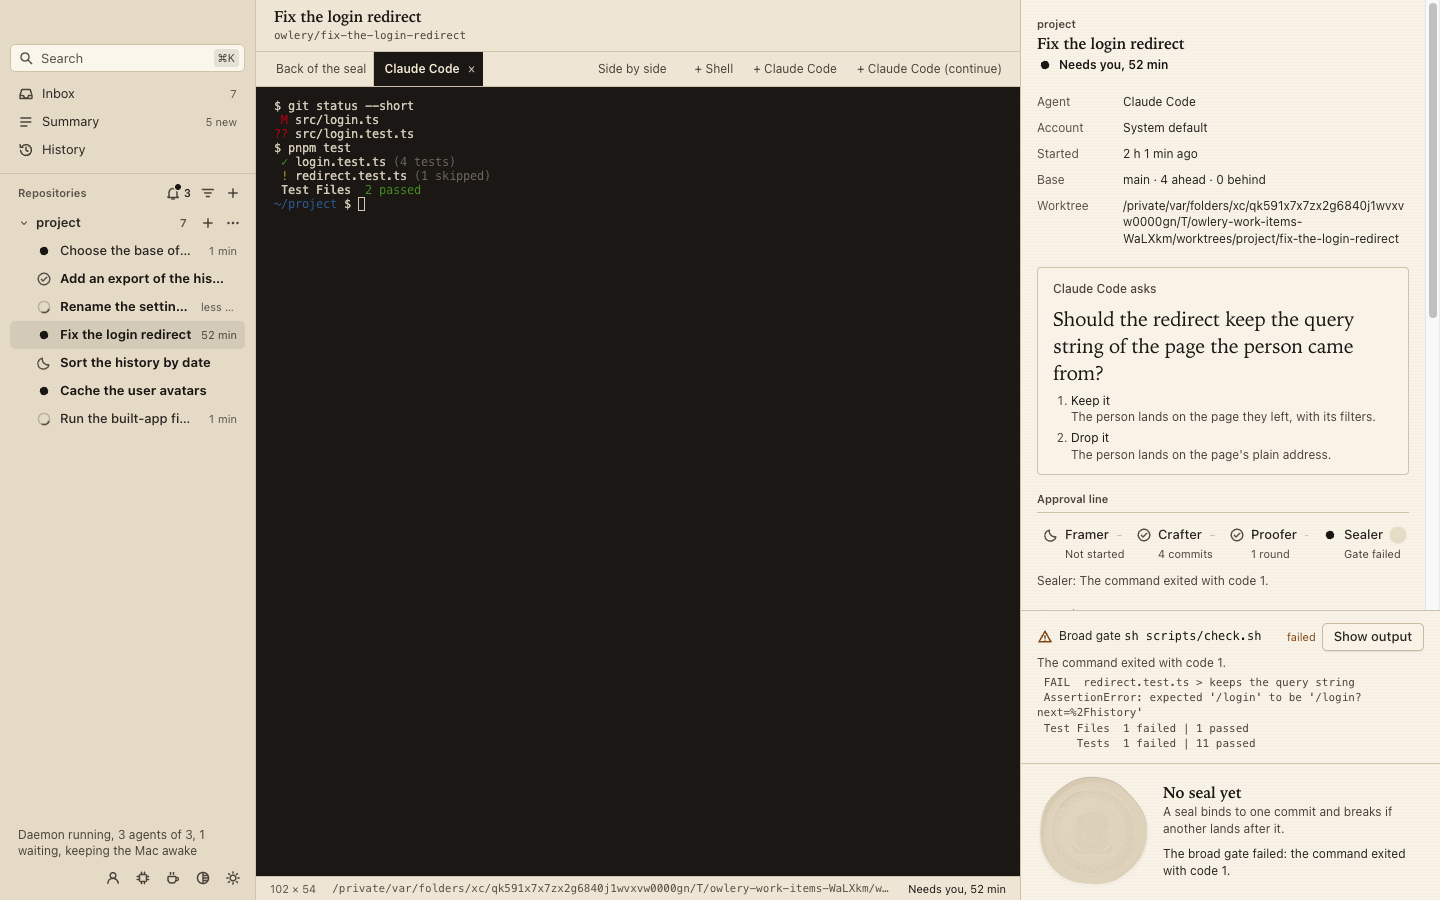 Search ⌘K
Inbox 7
Summary 5 new
History
Repositories 3
project 7
Choose the base of... 1 min
Add an export of the his...
Rename the settin... less ...
Fix the login redirect 52 min
Sort the history by date
Cache the user avatars
Run the built-app fi... 1 min
Daemon running, 3 agents of 3, 1
waiting, keeping the Mac awake
Fix the login redirect
owlery/fix-the-login-redirect
Back of the seal Claude Code × Side by side + Shell + Claude Code + Claude Code (continue)
$ git status --short
M src/login.ts
?? src/login.test.ts
$ pnpm test
✓ login.test.ts (4 tests)
! redirect.test.ts (1 skipped)
Test Files 2 passed
~/project $
102 × 54 /private/var/folders/xc/qk591x7x7zx2g6840j1wvxvw0000gn/T/owlery-work-items-WaLXkm/w… Needs you, 52 min
project
Fix the login redirect
Needs you, 52 min
Agent Claude Code
Account System default
Started 2 h 1 min ago
Base main · 4 ahead · 0 behind
Worktree /private/var/folders/xc/qk591x7x7zx2g6840j1wvxv
w0000gn/T/owlery-work-items-
WaLXkm/worktrees/project/fix-the-login-redirect
Claude Code asks
Should the redirect keep the query
string of the page the person came
from?
1. Keep it
The person lands on the page they left, with its filters.
2. Drop it
The person lands on the page's plain address.
Approval line
Framer – Crafter – Proofer - Sealer
Not started 4 commits 1 round Gate failed
Sealer: The command exited with code 1.
Broad gate sh scripts/check.sh failed Show output
The command exited with code 1.
FAIL redirect.test.ts > keeps the query string
AssertionError: expected '/login' to be '/login?
next=%2Fhistory'
Test Files 1 failed | 1 passed
Tests 1 failed | 11 passed
No seal yet
A seal binds to one commit and breaks if
another lands after it.
The broad gate failed: the command exited
with code 1.